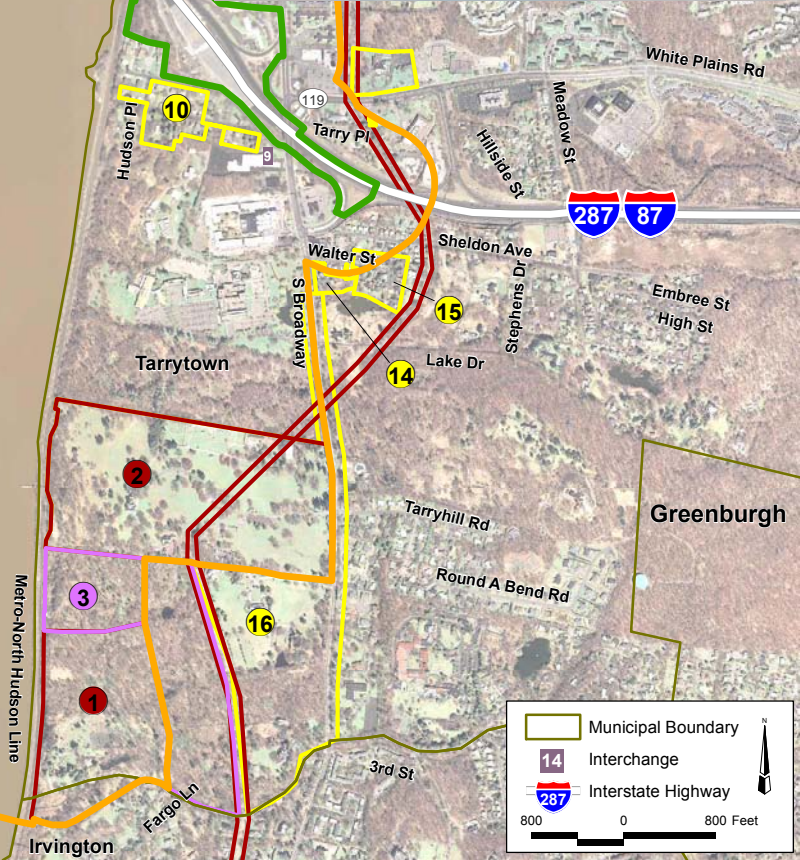 White Plains Rd
10
119
Hudson Pl
Tarry Pl
Hillside St
Meadow St
9
287
87
Sheldon Ave
Walter St
Stephens Dr
Embree St
15
High St
S Broadway
Tarrytown
Lake Dr
14
2
Tarryhill Rd
Greenburgh
Round A Bend Rd
Metro-North Hudson Line
3
16
1
3rd St
Fargo Ln
Irvington
N
Municipal Boundary
14 Interchange
287 Interstate Highway
800 0 800 Feet